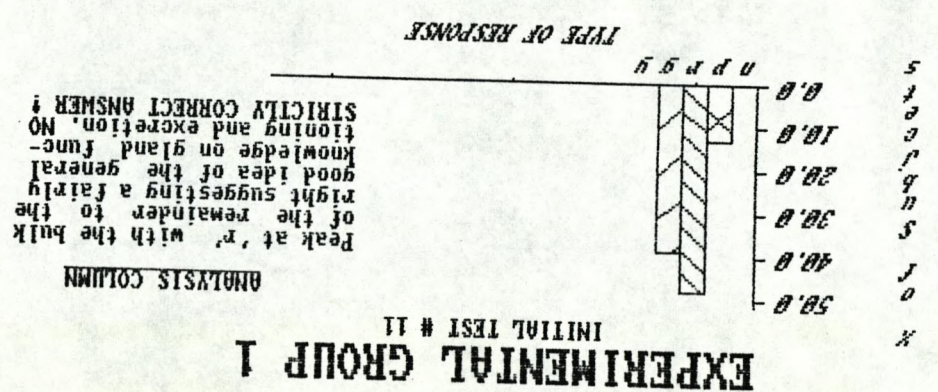 EXPERIMENTAL GROUP 1
INITIAL TEST # 11
% of subjects
50.0
40.0
30.0
20.0
10.0
0.0
n p r g y
TYPE OF RESPONSE
ANALYSIS COLUMN
Peak at 'r' with the bulk
of the remainder to the
right suggesting a fairly
good idea of the general
knowledge on gland func-
tioning and excretion. NO
STRICTLY CORRECT ANSWER !